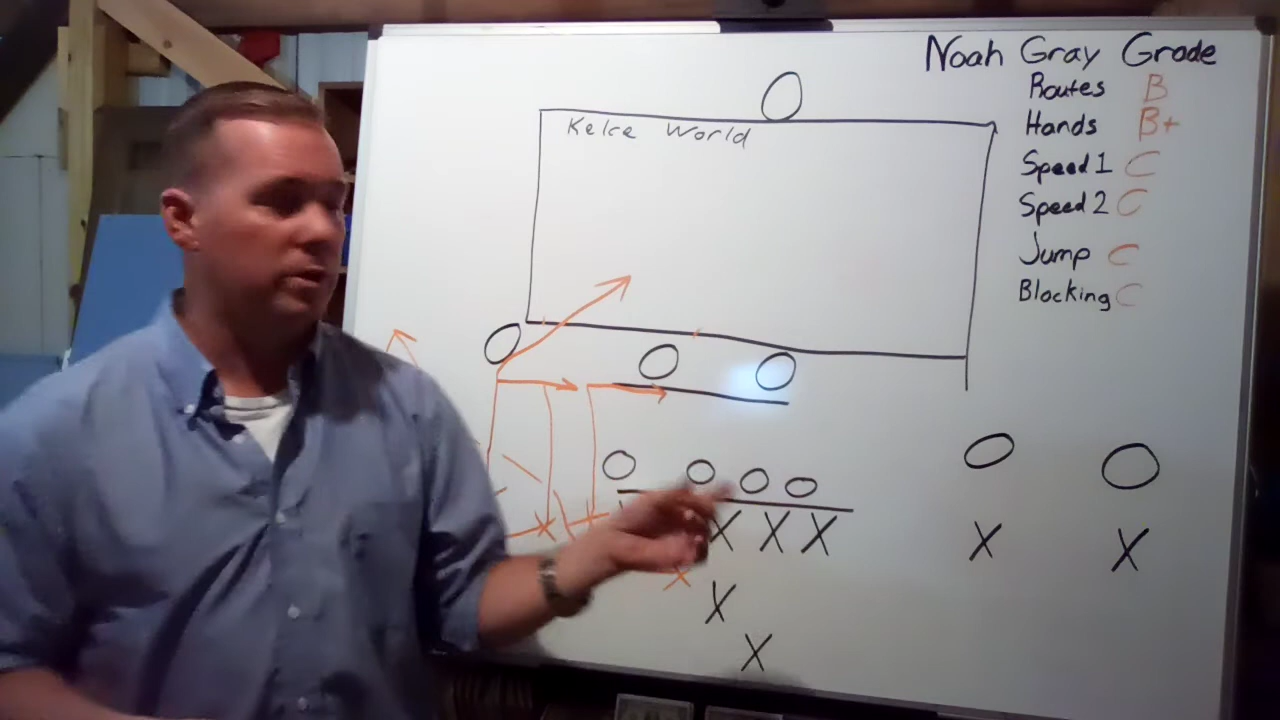 Noah Gray Grade
Routes B
Hands B+
Speed 1 C
Speed 2 C
Jump C
Blocking C
Kelce World